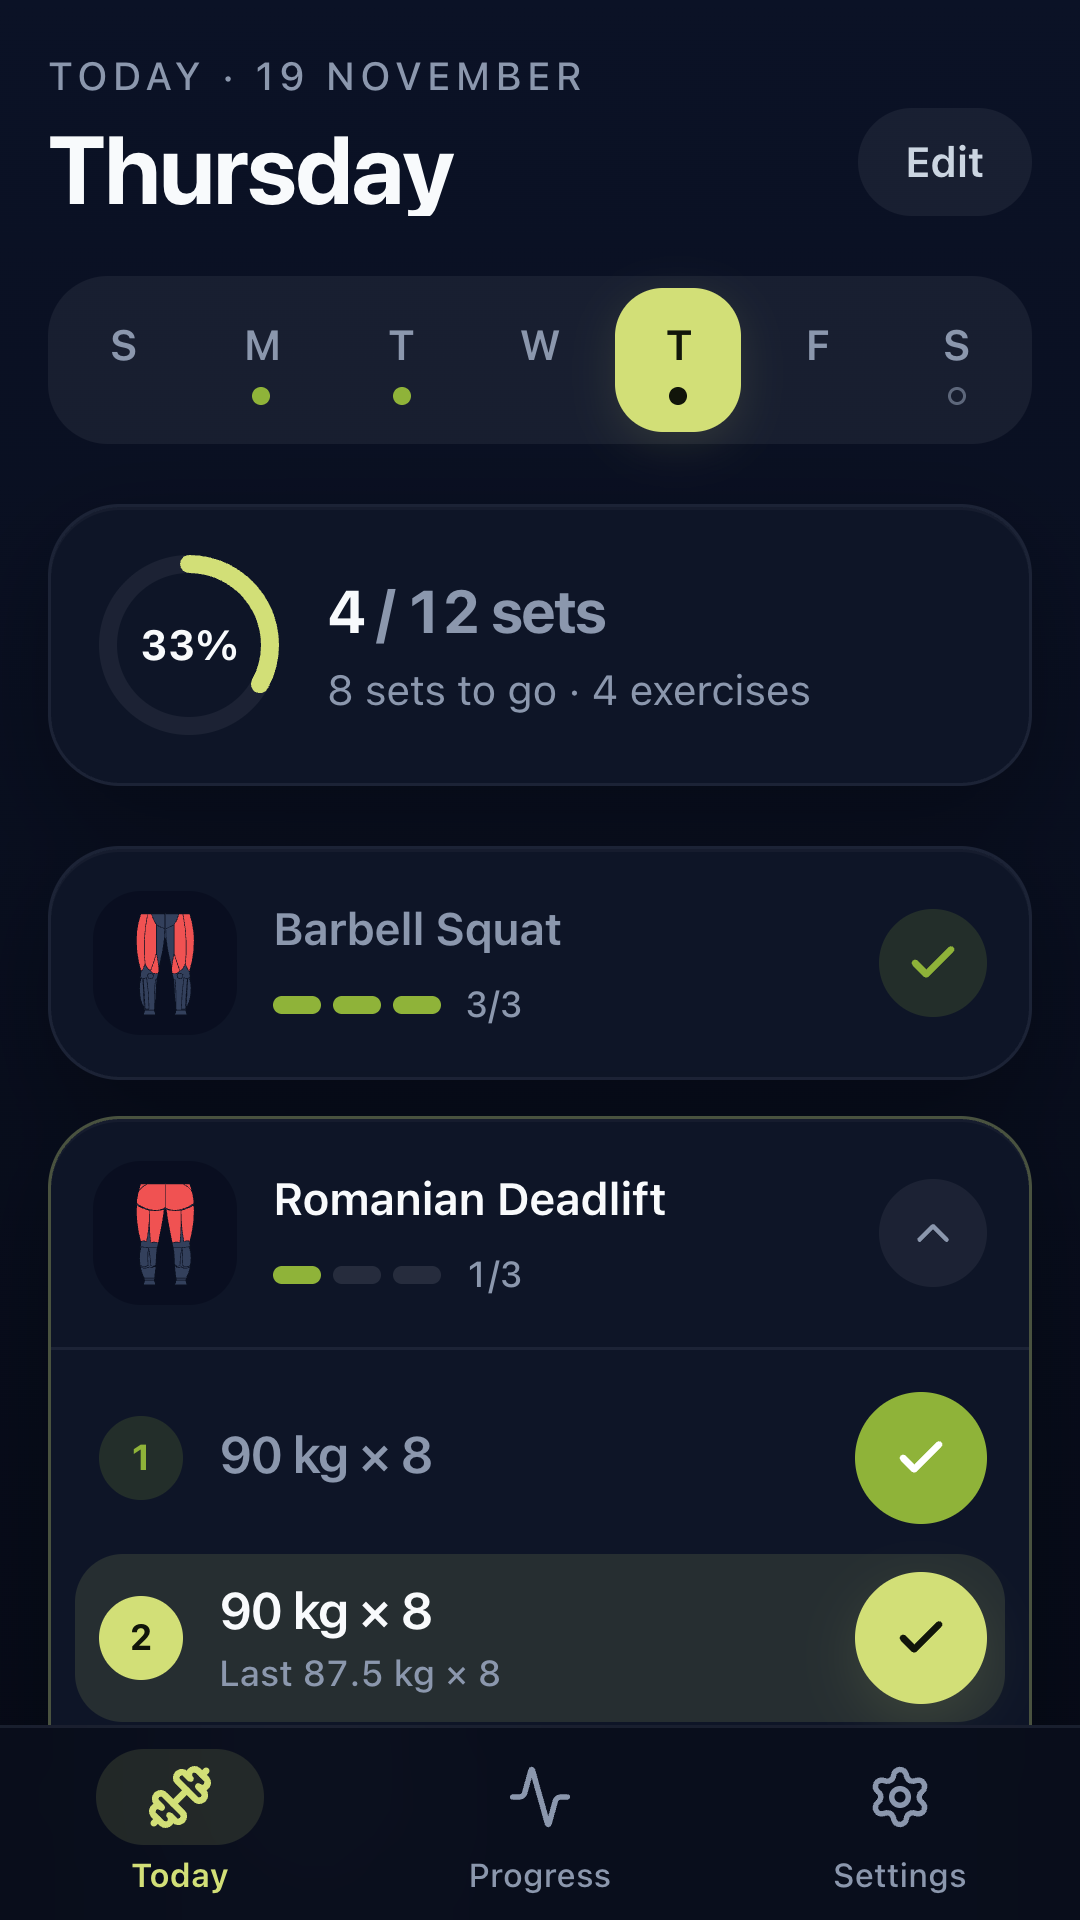 TODAY · 19 NOVEMBER
Thursday
Edit
S M T W T F S
33%
4 / 12 sets
8 sets to go · 4 exercises
Barbell Squat
3/3
Romanian Deadlift
1/3
1 90 kg × 8
2 90 kg × 8
Last 87.5 kg × 8
Today Progress Settings